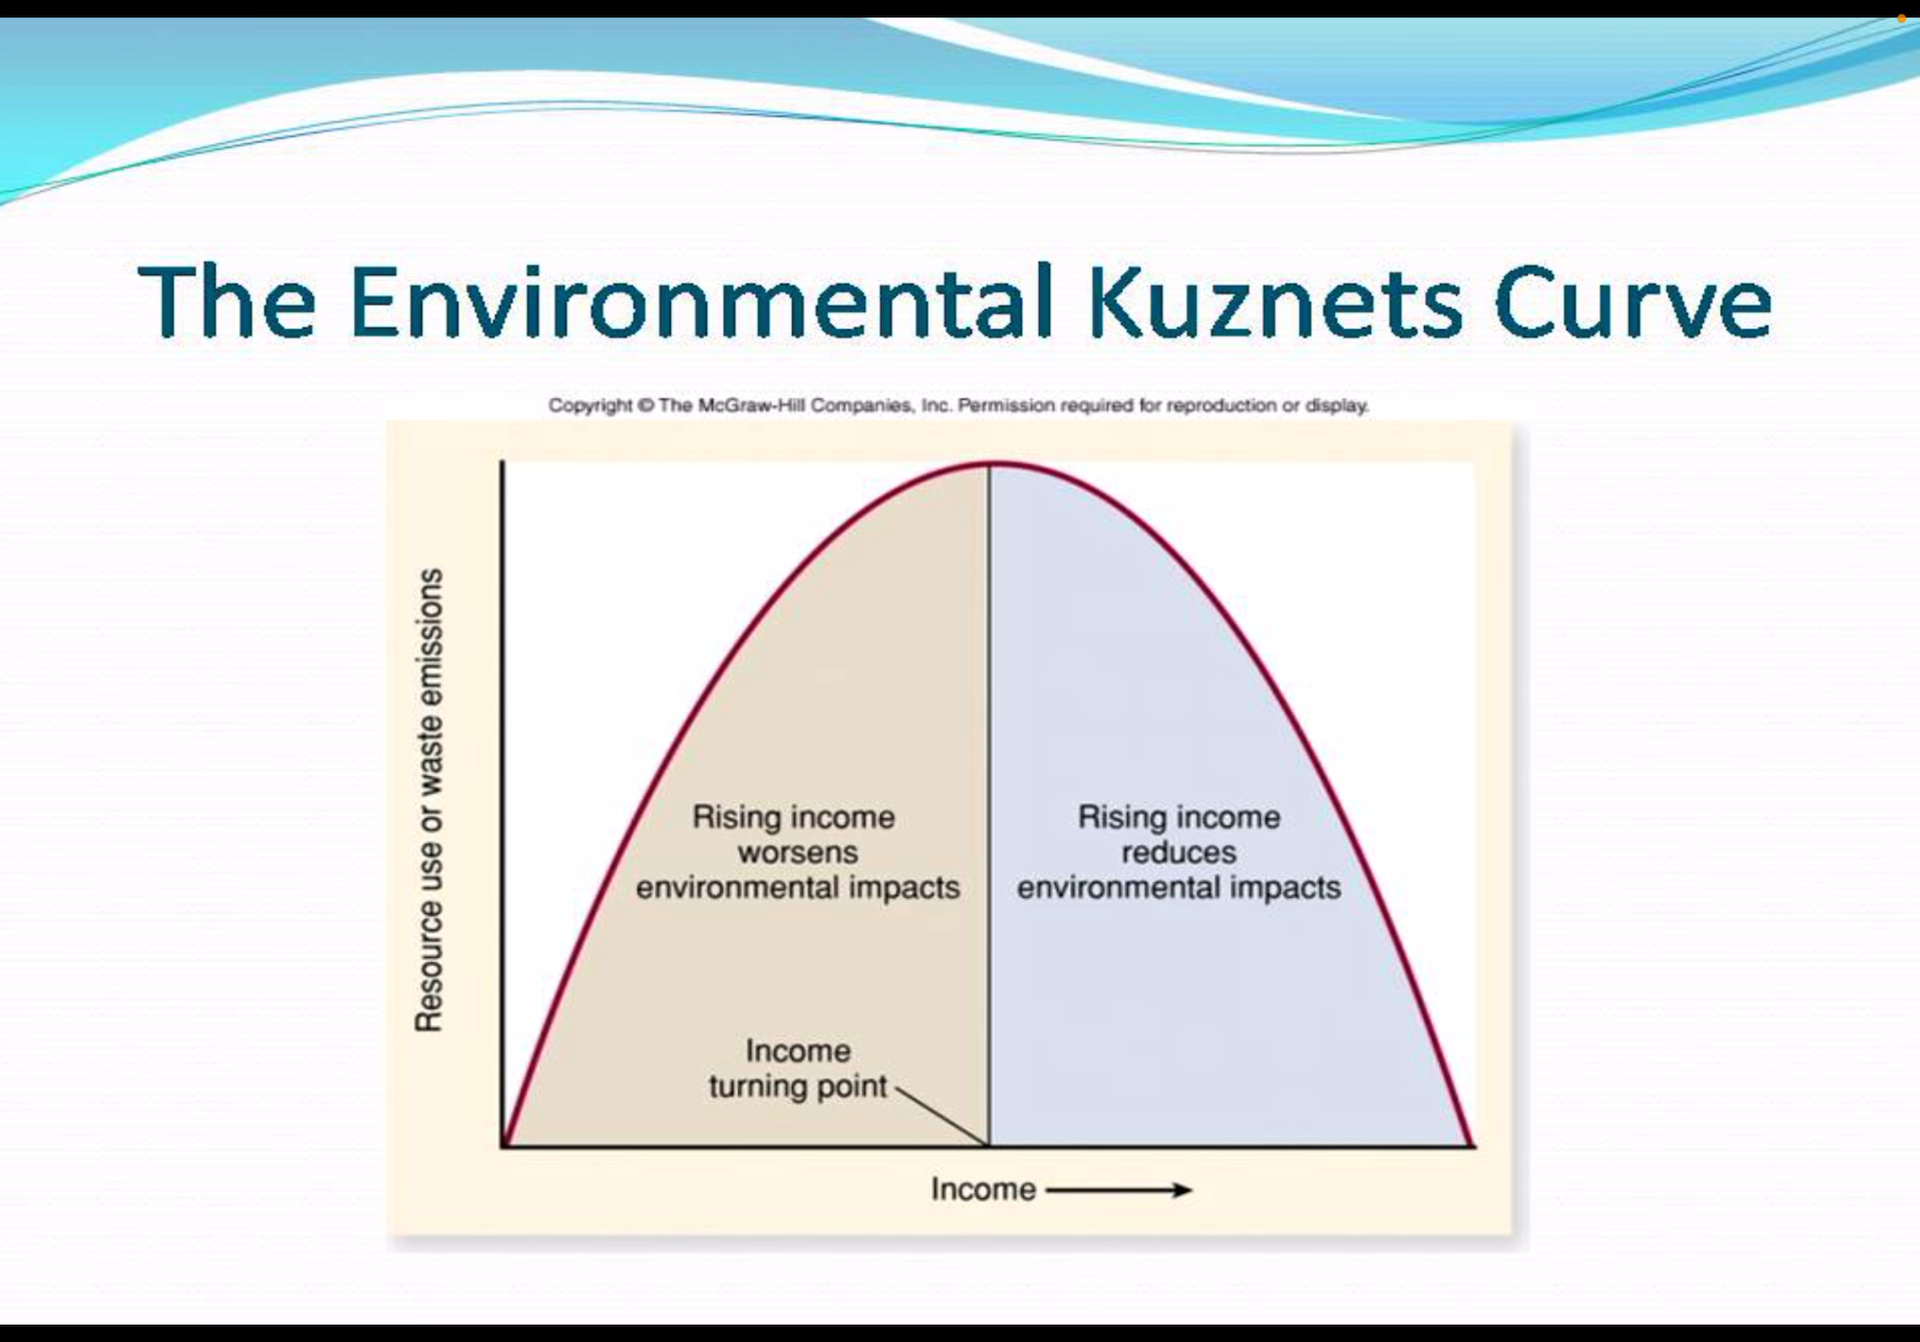 The Environmental Kuznets Curve
Copyright © The McGraw-Hill Companies, Inc. Permission required for reproduction or display.
Resource use or waste emissions
Rising income
worsens
environmental impacts
Rising income
reduces
environmental impacts
Income
turning point
Income